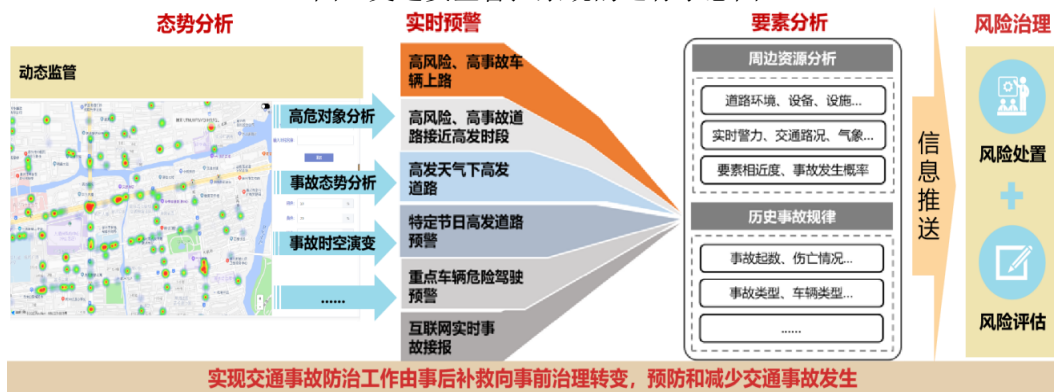 态势分析
实时预警
要素分析
风险治理
动态监管
高危对象分析
事故态势分析
事故时空演变
......
高风险、高事故车
辆上路
高风险、高事故道
路接近高发时段
高发天气下高发
道路
特定节日高发道路
预警
重点车辆危险驾驶
预警
互联网实时事
故接报
周边资源分析
道路环境、设备、设施...
实时警力、交通路况、气象...
要素相近度、事故发生概率
历史事故规律
事故起数、伤亡情况...
事故类型、车辆类型...
......
信息推送
风险处置
风险评估
实现交通事故防治工作由事后补救向事前治理转变，预防和减少交通事故发生